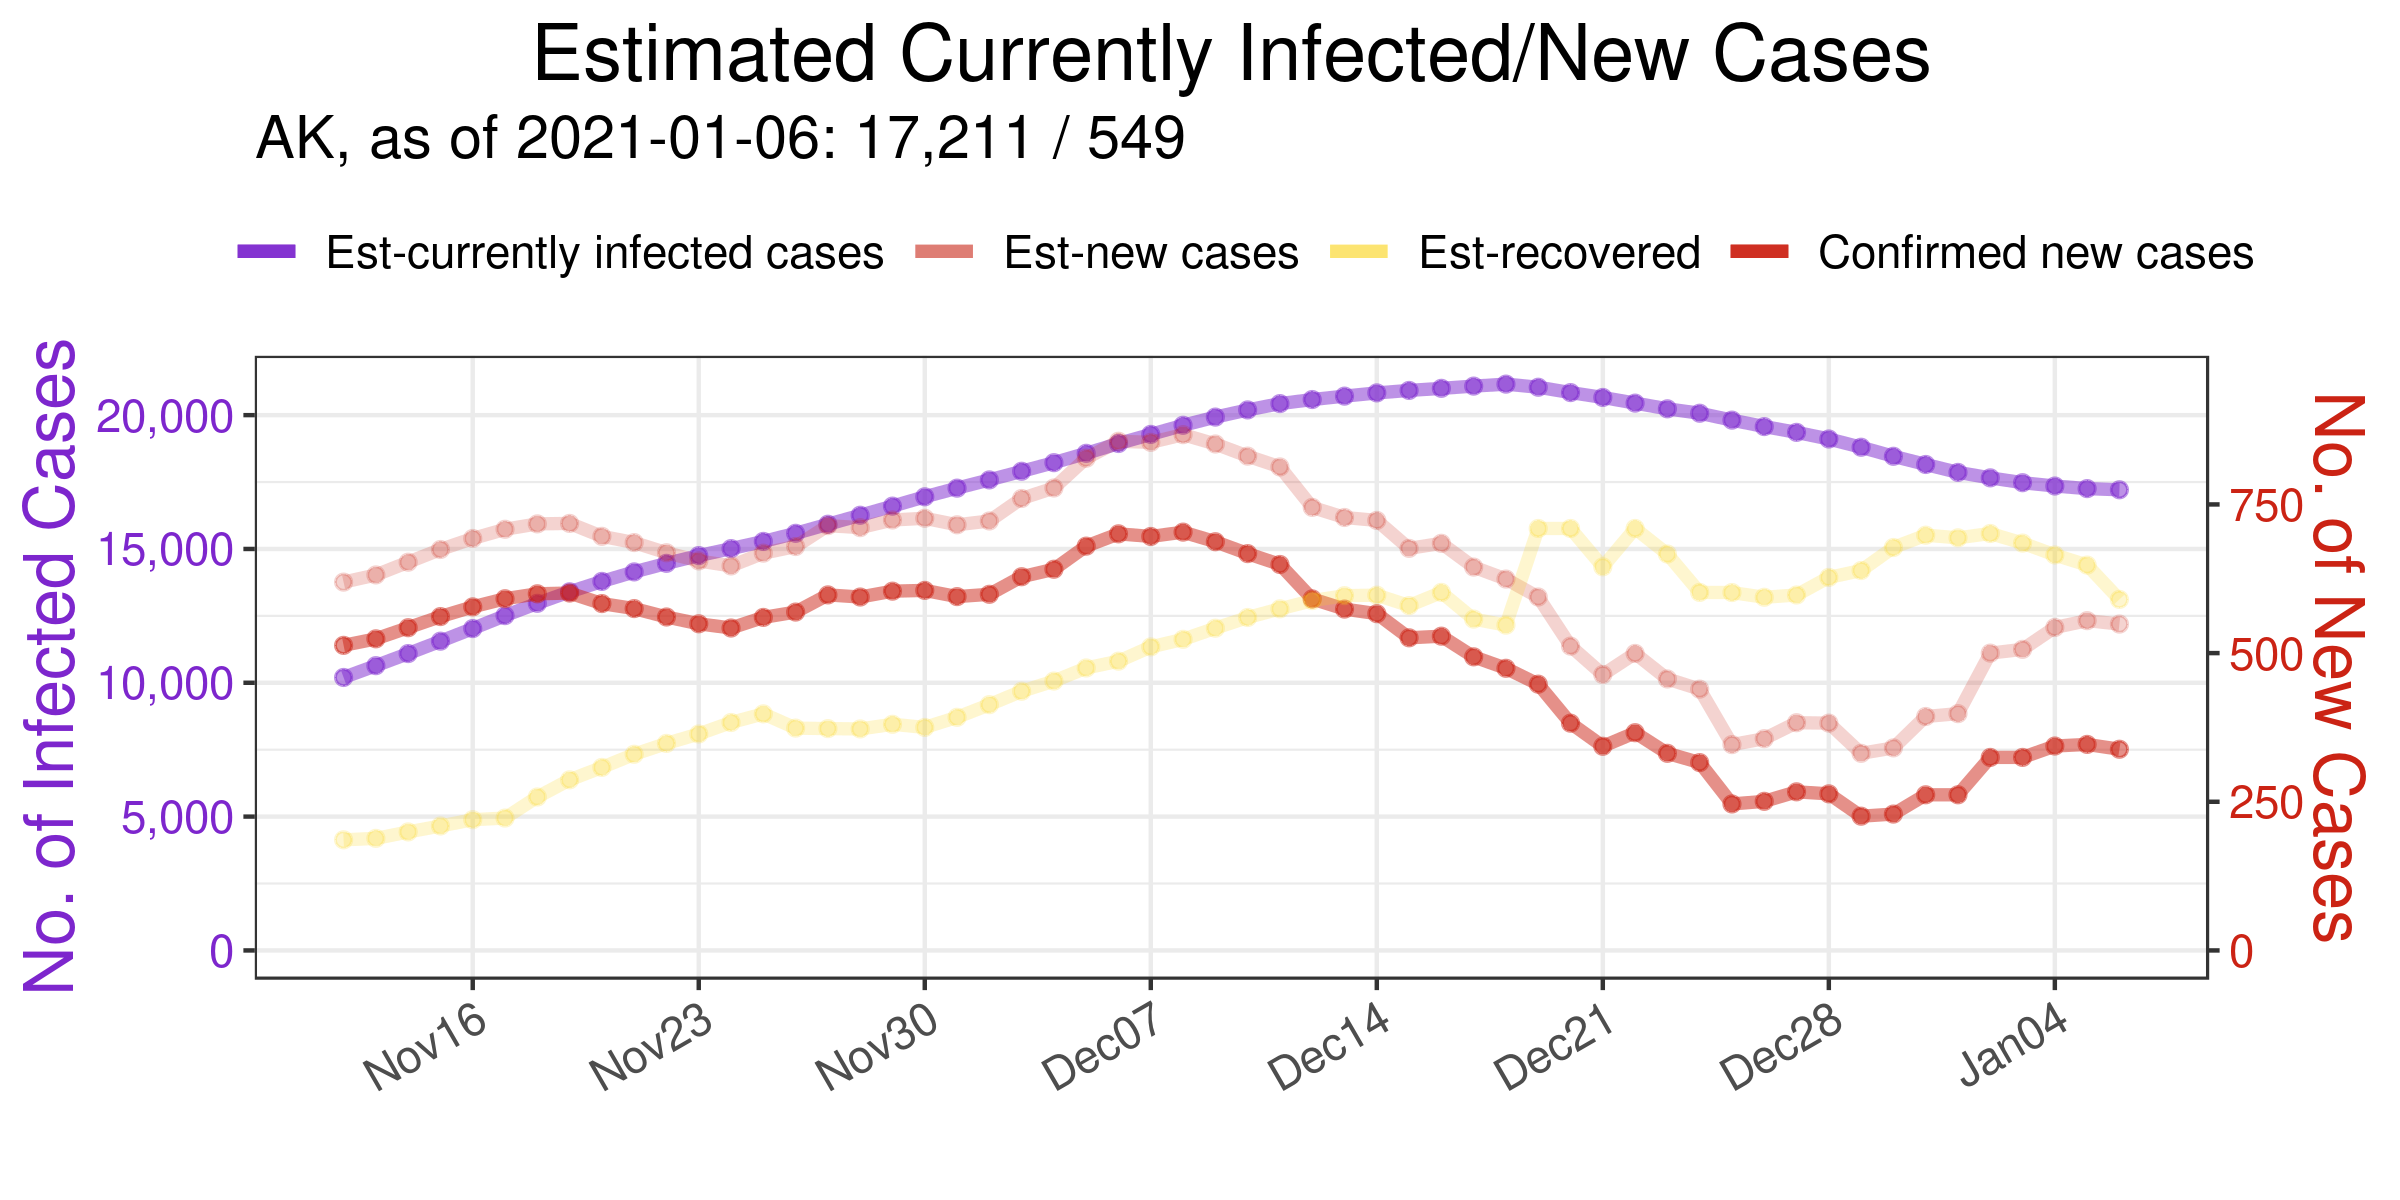 Estimated Currently Infected/New Cases
AK, as of 2021-01-06: 17,211 / 549
Est-currently infected cases Est-new cases Est-recovered Confirmed new cases
No. of Infected Cases
20,000
15,000
10,000
5,000
0
No. of New Cases
750
500
250
0
Nov16 Nov23 Nov30 Dec07 Dec14 Dec21 Dec28 Jan04